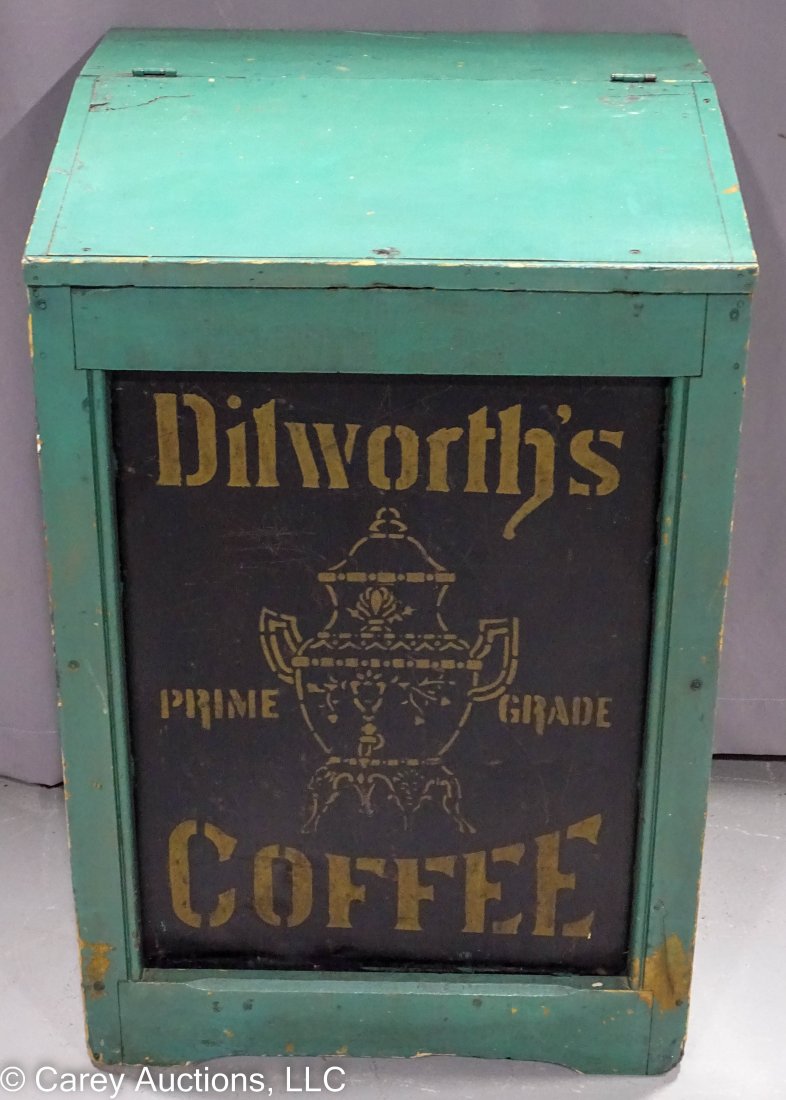 Dilworth's
PRIME GRADE
COFFEE
© Carey Auctions, LLC